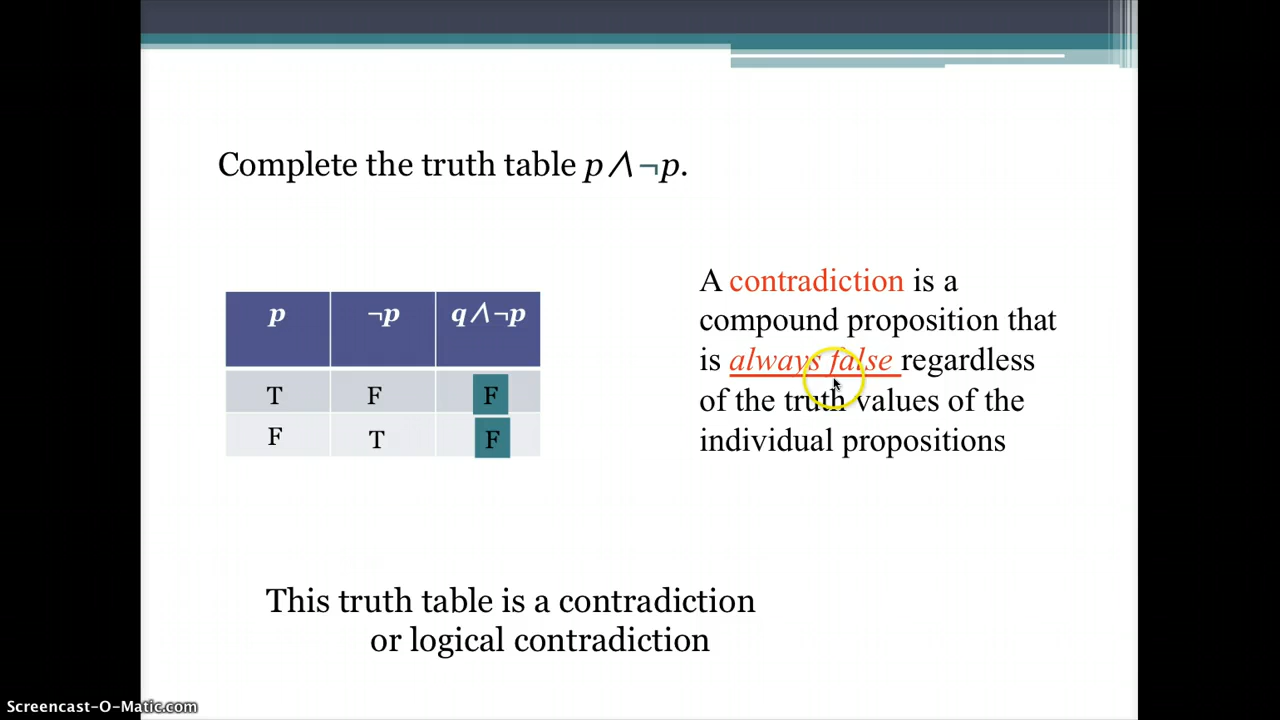 Complete the truth table p∧¬p.
p ¬p q∧¬p
T F F
F T F
A contradiction is a
compound proposition that
is always false regardless
of the truth values of the
individual propositions
This truth table is a contradiction
or logical contradiction
Screencast-O-Matic.com